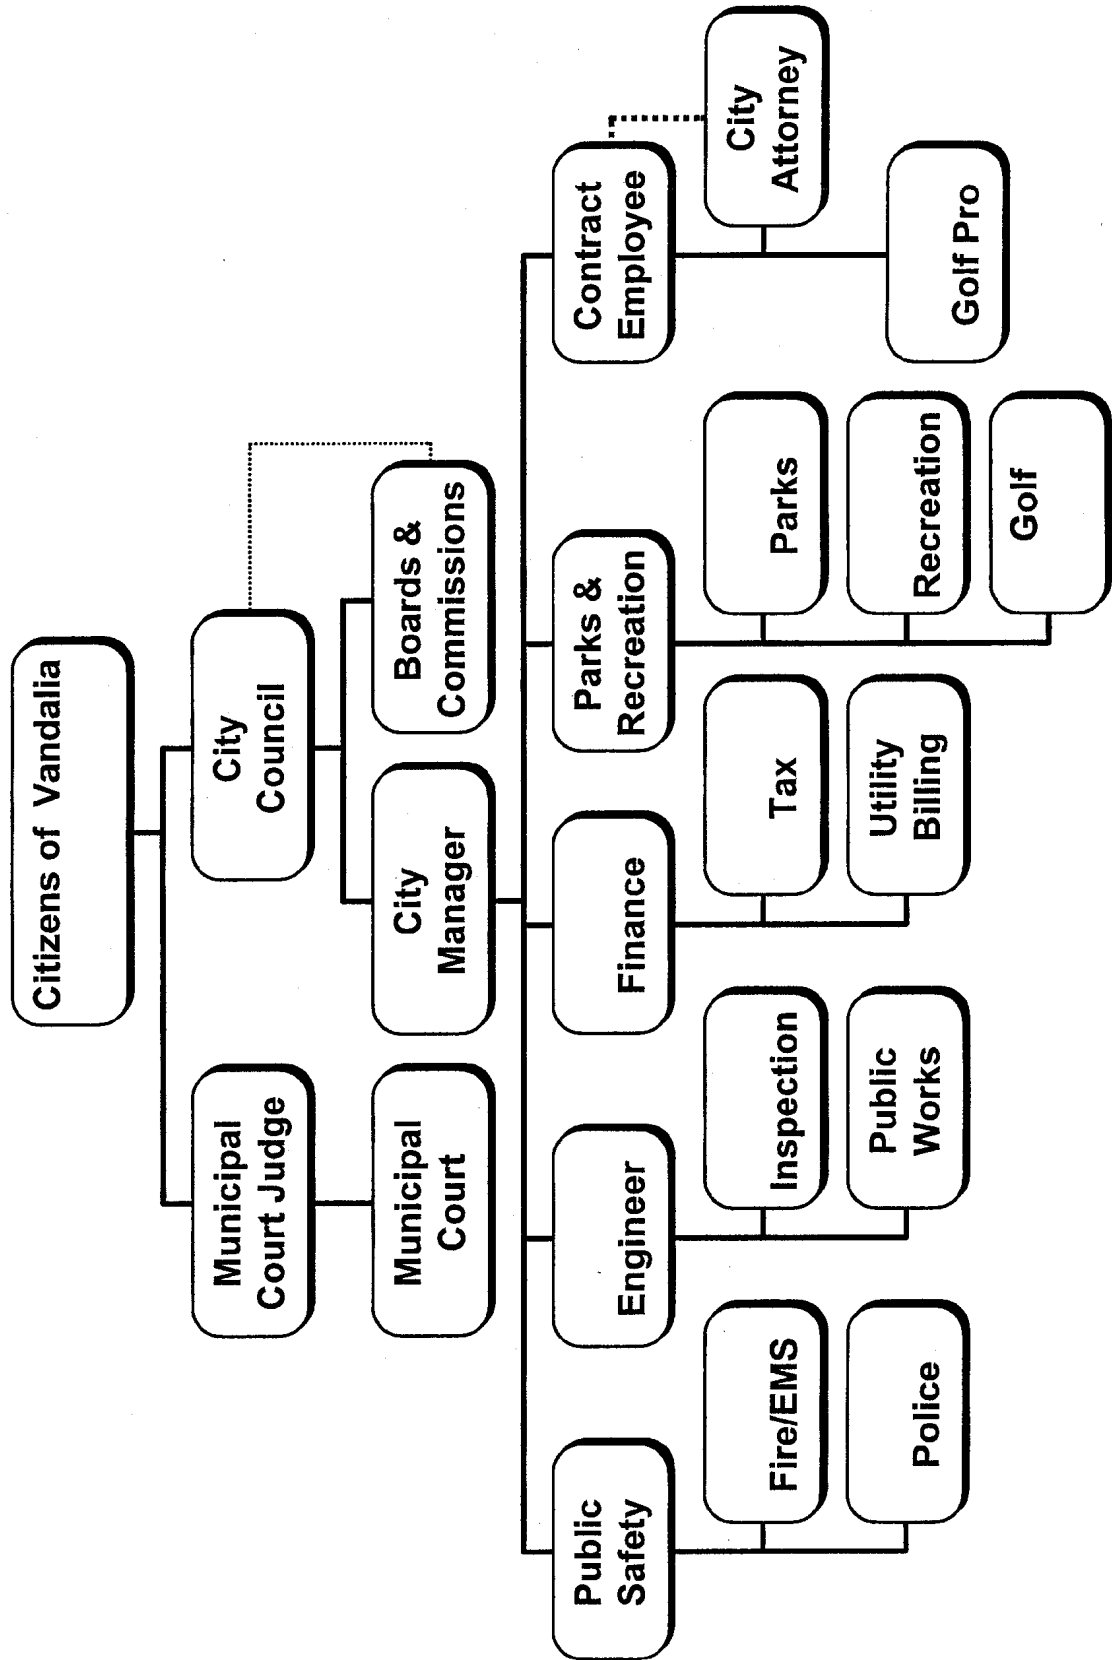 Citizens of Vandalia
Municipal
Court Judge
City
Council
Municipal
Court
City
Manager
Boards &
Commissions
Public
Safety
Engineer
Finance
Parks &
Recreation
Contract
Employee
Fire/EMS
Police
Inspection
Public
Works
Tax
Utility
Billing
Parks
Recreation
Golf
City
Attorney
Golf Pro